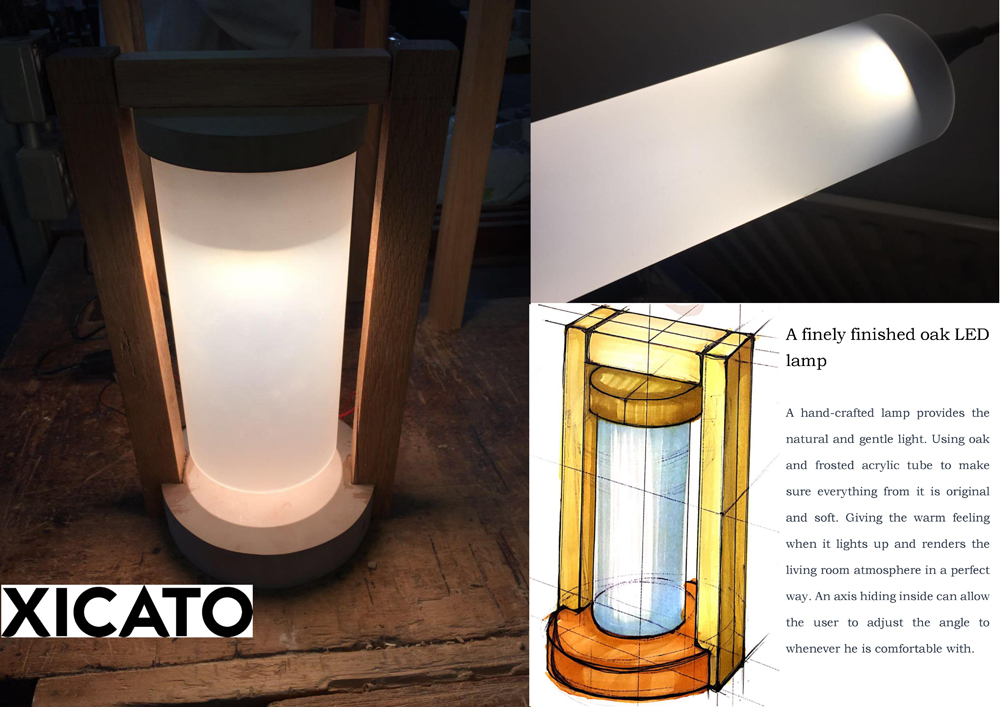 XICATO
A finely finished oak LED
lamp
A hand-crafted lamp provides the
natural and gentle light. Using oak
and frosted acrylic tube to make
sure everything from it is original
and soft. Giving the warm feeling
when it lights up and renders the
living room atmosphere in a perfect
way. An axis hiding inside can allow
the user to adjust the angle to
whenever he is comfortable with.